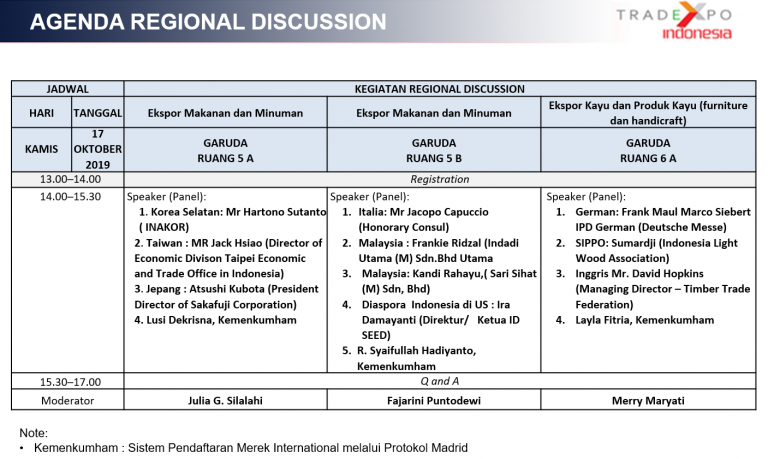 AGENDA REGIONAL DISCUSSION
TRADEXPO
indonesia
JADWAL
KEGIATAN REGIONAL DISCUSSION
HARI
TANGGAL
Ekspor Makanan dan Minuman
Ekspor Makanan dan Minuman
Ekspor Kayu dan Produk Kayu (furniture
dan handicraft)
KAMIS
17
OKTOBER
2019
GARUDA
RUANG 5 A
GARUDA
RUANG 5 B
GARUDA
RUANG 6 A
13.00–14.00
Registration
14.00–15.30
Speaker (Panel):
1. Korea Selatan: Mr Hartono Sutanto
( INAKOR)
2. Taiwan : MR Jack Hsiao (Director of
Economic Divison Taipei Economic
and Trade Office in Indonesia)
3. Jepang : Atsushi Kubota (President
Director of Sakafuji Corporation)
4. Lusi Dekrisna, Kemenkumham
Speaker (Panel):
1. Italia: Mr Jacopo Capuccio
(Honorary Consul)
2. Malaysia : Frankie Ridzal (Indadi
Utama (M) Sdn.Bhd Utama
3. Malaysia: Kandi Rahayu,( Sari Sihat
(M) Sdn, Bhd)
4. Diaspora Indonesia di US : Ira
Damayanti (Direktur/ Ketua ID
SEED)
5. R. Syaifullah Hadiyanto,
Kemenkumham
Speaker (Panel):
1. German: Frank Maul Marco Siebert
IPD German (Deutsche Messe)
2. SIPPO: Sumardji (Indonesia Light
Wood Association)
3. Inggris Mr. David Hopkins
(Managing Director – Timber Trade
Federation)
4. Layla Fitria, Kemenkumham
15.30–17.00
Q and A
Moderator
Julia G. Silalahi
Fajarini Puntodewi
Merry Maryati
Note:
• Kemenkumham : Sistem Pendaftaran Merek International melalui Protokol Madrid